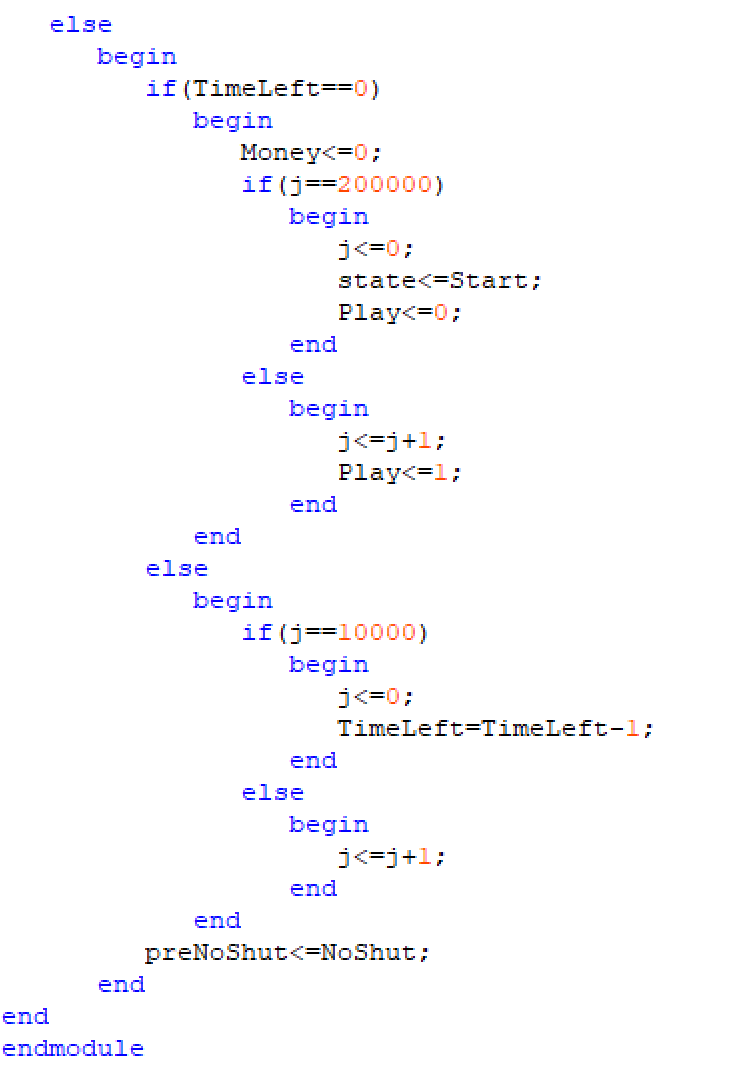 else
begin
if(TimeLeft==0)
begin
Money<=0;
if(j==200000)
begin
j<=0;
state<=Start;
Play<=0;
end
else
begin
j<=j+1;
Play<=1;
end
end
else
begin
if(j==10000)
begin
j<=0;
TimeLeft=TimeLeft-1;
end
else
begin
j<=j+1;
end
end
preNoShut<=NoShut;
end
end
endmodule